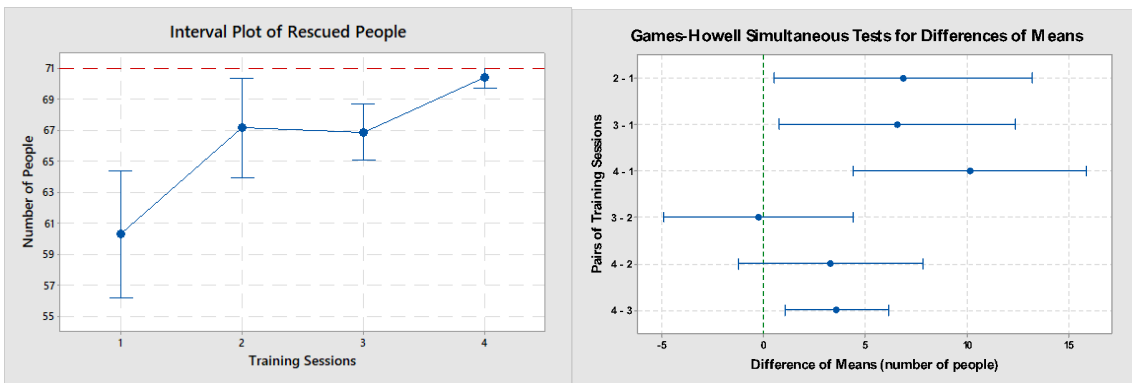 Interval Plot of Rescued People
Number of People
71
69
67
65
63
61
59
57
55
1 2 3 4
Training Sessions
Games-Howell Simultaneous Tests for Differences of Means
Pairs of Training Sessions
2 - 1
3 - 1
4 - 1
3 - 2
4 - 2
4 - 3
-5 0 5 10 15
Difference of Means (number of people)